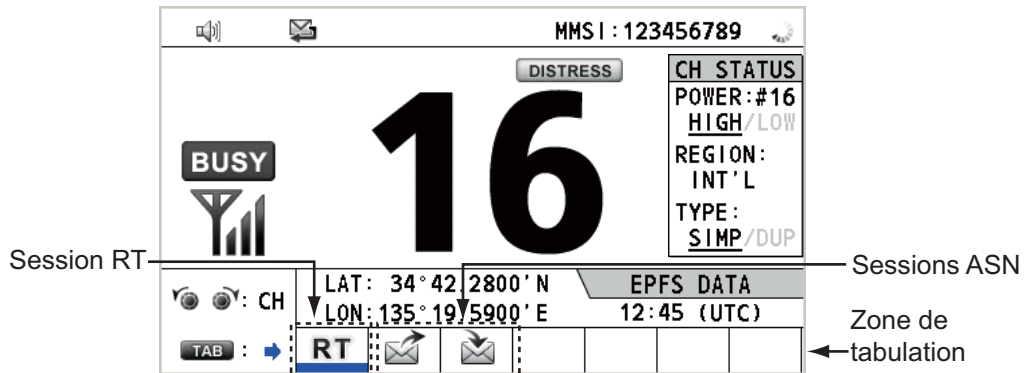 MMSI:123456789
DISTRESS
16
BUSY
CH STATUS
POWER:#16
HIGH/LOW
REGION:
INT'L
TYPE:
SIMP/DUP
Session RT
Sessions ASN
: CH
LAT: 34°42.2800'N
LON:135°19.5900'E
EPFS DATA
12:45 (UTC)
TAB :
RT
Zone de
tabulation